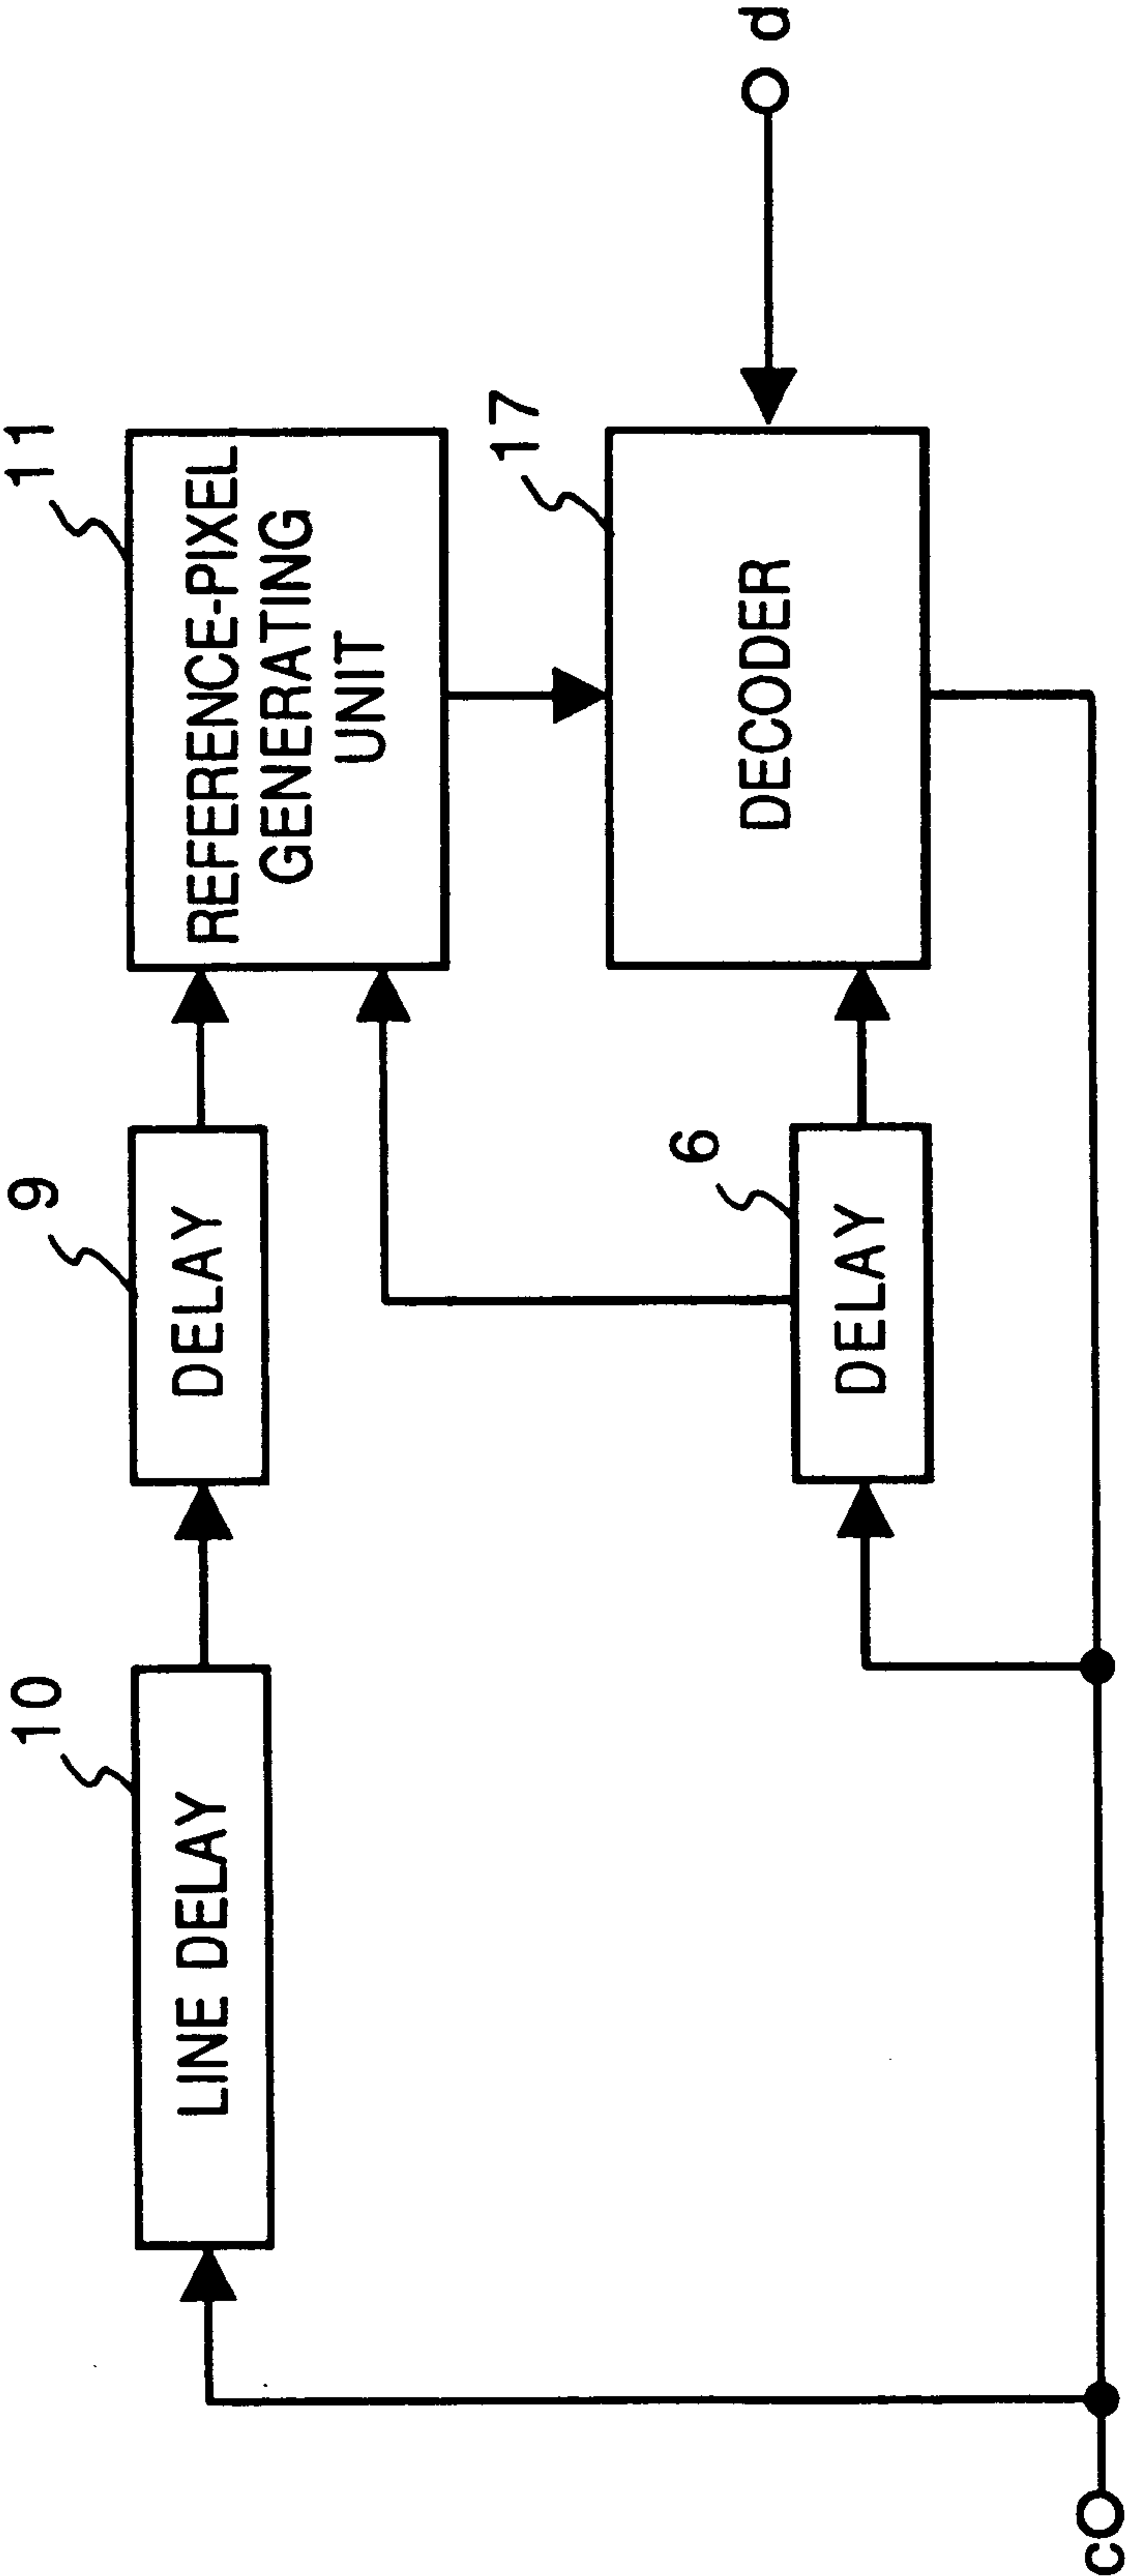 10
LINE DELAY
9
DELAY
11
REFERENCE-PIXEL
GENERATING
UNIT
6
DELAY
17
DECODER
d
c